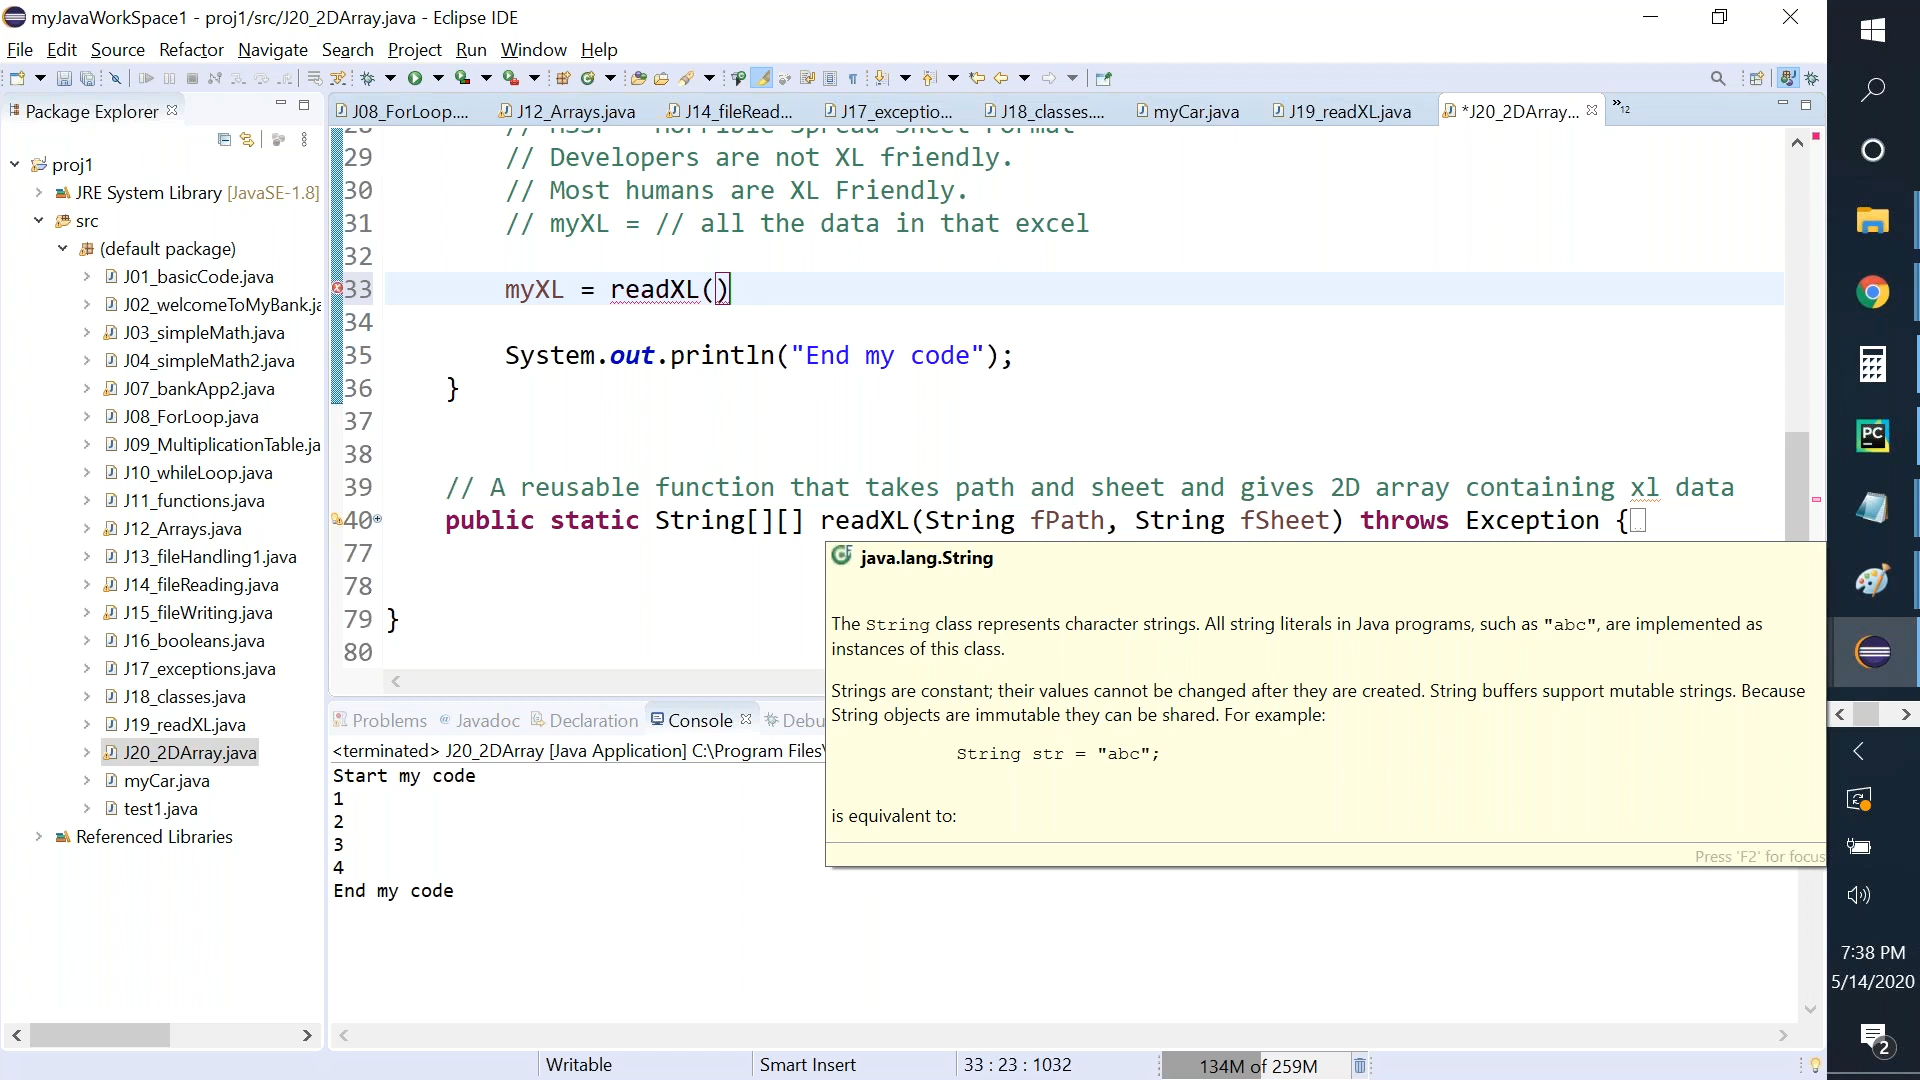 myJavaWorkSpace1 - proj1/src/J20_2DArray.java - Eclipse IDE
File Edit Source Refactor Navigate Search Project Run Window Help
Package Explorer
proj1
JRE System Library [JavaSE-1.8]
src
(default package)
J01_basicCode.java
J02_welcomeToMyBank.ja
J03_simpleMath.java
J04_simpleMath2.java
J07_bankApp2.java
J08_ForLoop.java
J09_MultiplicationTable.ja
J10_whileLoop.java
J11_functions.java
J12_Arrays.java
J13_fileHandling1.java
J14_fileReading.java
J15_fileWriting.java
J16_booleans.java
J17_exceptions.java
J18_classes.java
J19_readXL.java
J20_2DArray.java
myCar.java
test1.java
Referenced Libraries
J08_ForLoop.... J12_Arrays.java J14_fileRead... J17_exceptio... J18_classes.... myCar.java J19_readXL.java *J20_2DArray... »12
29 // Developers are not XL friendly.
30 // Most humans are XL Friendly.
31 // myXL = // all the data in that excel
32
33 myXL = readXL()
34
35 System.out.println("End my code");
36 }
37
38
39 // A reusable function that takes path and sheet and gives 2D array containing xl data
40 public static String[][] readXL(String fPath, String fSheet) throws Exception {
77
78
79 }
80
java.lang.String
The String class represents character strings. All string literals in Java programs, such as "abc", are implemented as
instances of this class.
Strings are constant; their values cannot be changed after they are created. String buffers support mutable strings. Because
String objects are immutable they can be shared. For example:
String str = "abc";
is equivalent to:
Press 'F2' for focus
Problems @ Javadoc Declaration Console Debu
<terminated> J20_2DArray [Java Application] C:\Program Files\
Start my code
1
2
3
4
End my code
Writable Smart Insert 33 : 23 : 1032 134M of 259M
PC
7:38 PM
5/14/2020
2